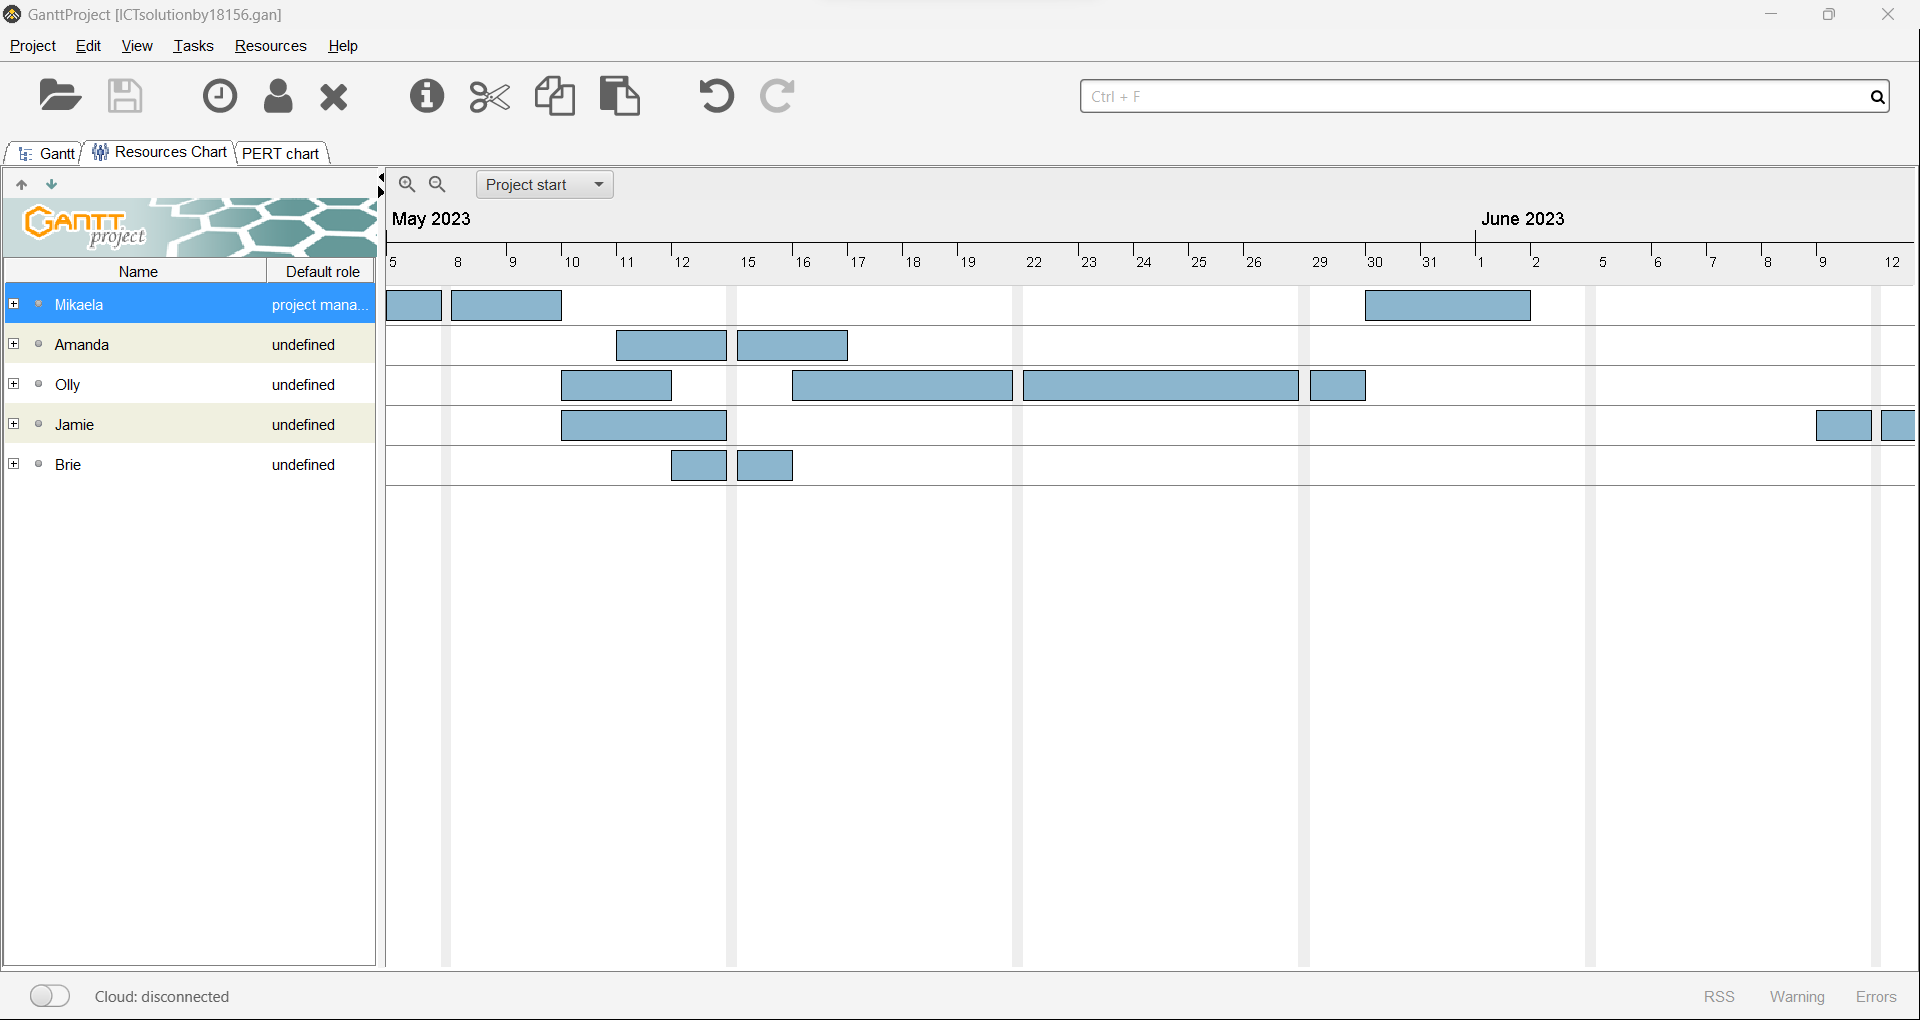 GanttProject [ICTsolutionby18156.gan]
Project Edit View Tasks Resources Help
Ctrl + F
Gantt Resources Chart PERT chart
Project start
GANTT project
May 2023 June 2023
5 8 9 10 11 12 15 16 17 18 19 22 23 24 25 26 29 30 31 1 2 5 6 7 8 9 12
Name Default role
Mikaela project mana...
Amanda undefined
Olly undefined
Jamie undefined
Brie undefined
Cloud: disconnected
RSS Warning Errors